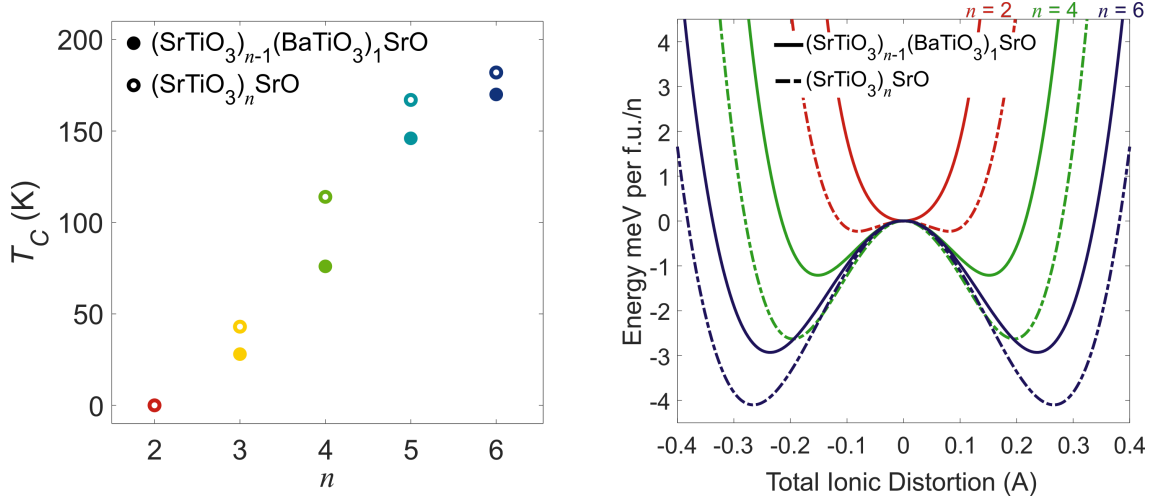 200
150
100
50
0
T_C (K)
2 3 4 5 6
n
(SrTiO₃)ₙ₋₁(BaTiO₃)₁SrO
(SrTiO₃)ₙSrO
n = 2 n = 4 n = 6
4
3
2
1
0
-1
-2
-3
-4
Energy meV per f.u./n
(SrTiO₃)ₙ₋₁(BaTiO₃)₁SrO
(SrTiO₃)ₙSrO
-0.4 -0.3 -0.2 -0.1 0 0.1 0.2 0.3 0.4
Total Ionic Distortion (A)